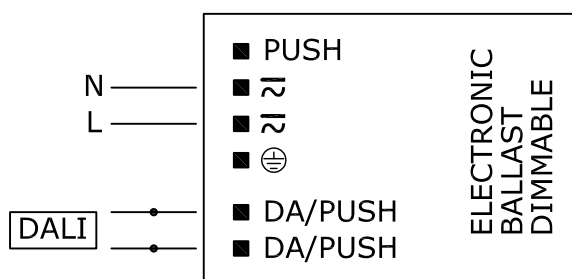 PUSH
N
L
DALI
DA/PUSH
DA/PUSH
ELECTRONIC
BALLAST
DIMMABLE